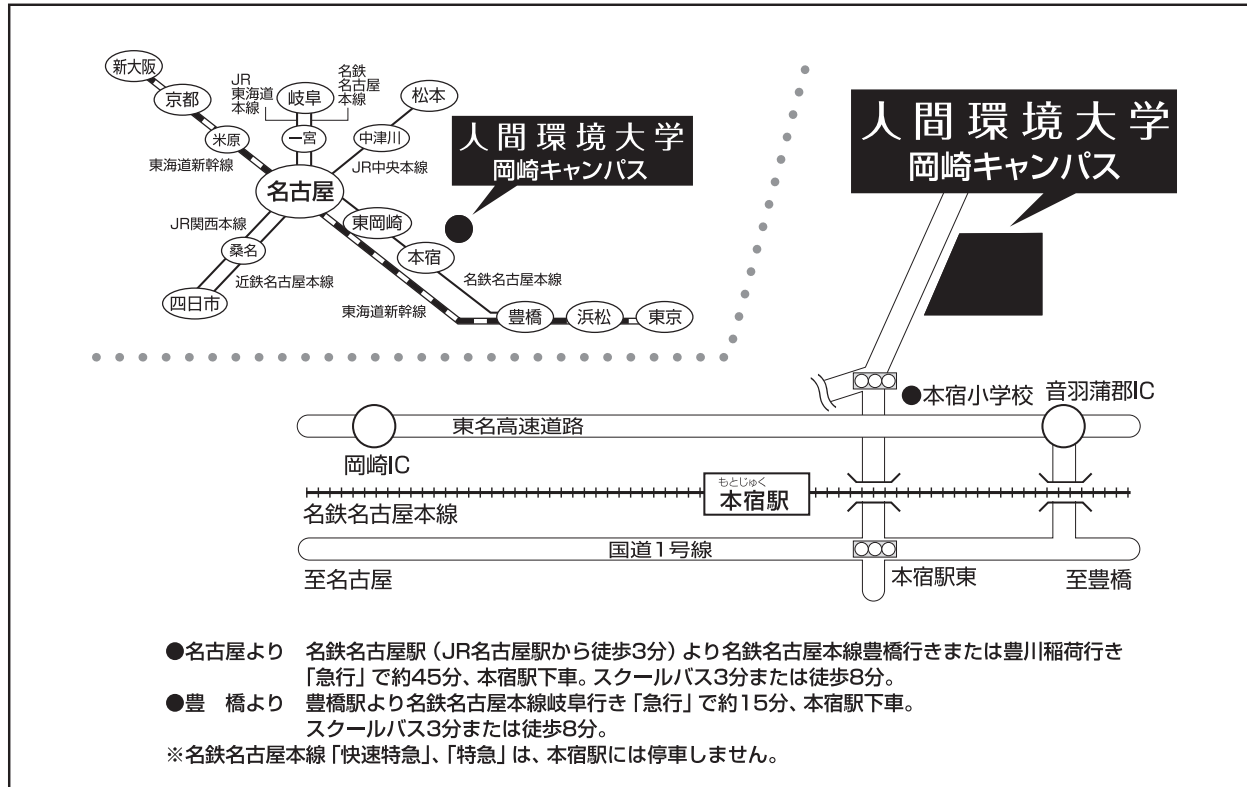 新大阪
京都
米原
東海道新幹線
JR
東海道
本線
岐阜
一宮
名鉄
名古屋
本線
松本
中津川
JR中央本線
名古屋
人間環境大学
岡崎キャンパス
JR関西本線
桑名
近鉄名古屋本線
四日市
東岡崎
本宿
名鉄名古屋本線
東海道新幹線
豊橋
浜松
東京
人間環境大学
岡崎キャンパス
●本宿小学校
音羽蒲郡IC
東名高速道路
岡崎IC
もとじゅく
本宿駅
名鉄名古屋本線
国道1号線
至名古屋
本宿駅東
至豊橋
●名古屋より 名鉄名古屋駅（JR名古屋駅から徒歩3分）より名鉄名古屋本線豊橋行きまたは豊川稲荷行き
「急行」で約45分、本宿駅下車。スクールバス3分または徒歩8分。
●豊　橋より 豊橋駅より名鉄名古屋本線岐阜行き「急行」で約15分、本宿駅下車。
スクールバス3分または徒歩8分。
※名鉄名古屋本線「快速特急」、「特急」は、本宿駅には停車しません。